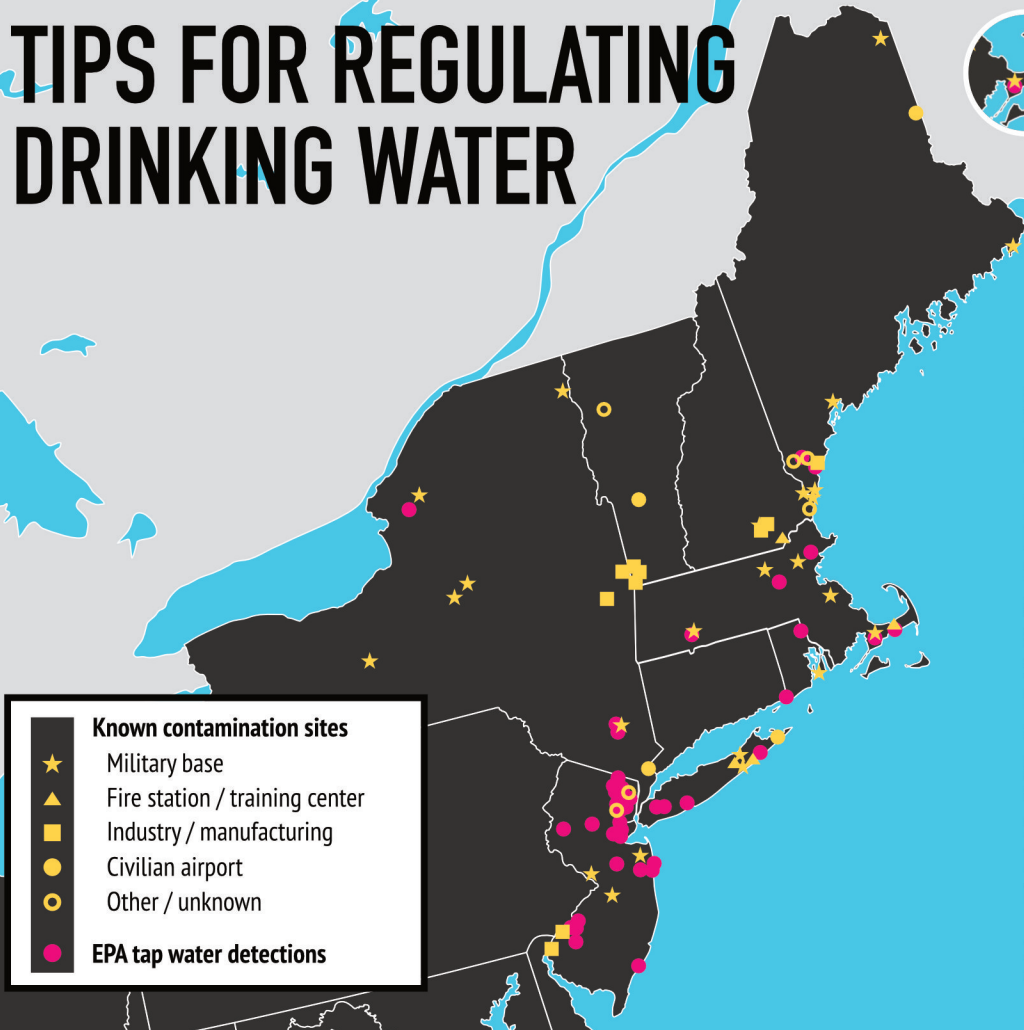 TIPS FOR REGULATING
DRINKING WATER
Known contamination sites
Military base
Fire station / training center
Industry / manufacturing
Civilian airport
Other / unknown
EPA tap water detections